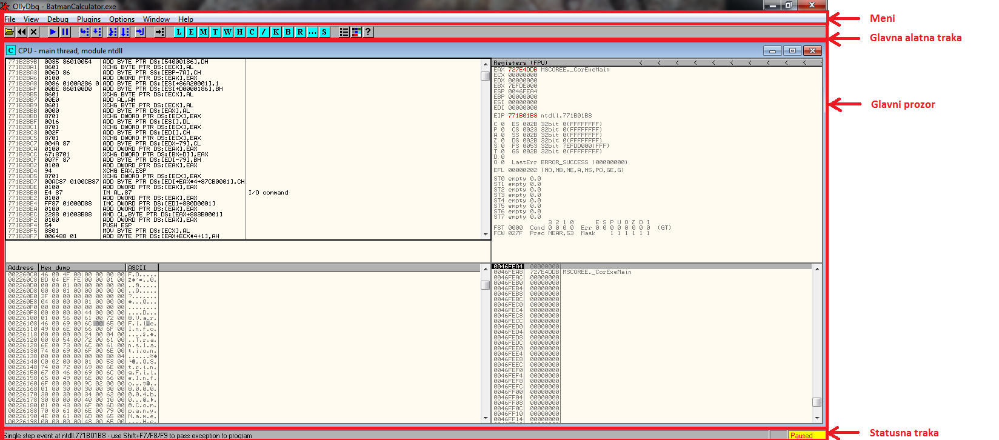 OllyDbg - BatmanCalculator.exe
File View Debug Plugins Options Window Help
Meni
L E M T W H C / K B R ... S ?
Glavna alatna traka
C CPU - main thread, module ntdll
771B2B9B 0035 86010054 ADD BYTE PTR DS:[54000186],DH
771B2BA1 8601 XCHG BYTE PTR DS:[ECX],AL
771B2BA3 006D 86 ADD BYTE PTR SS:[EBP-7A],CH
771B2BA6 0100 ADD DWORD PTR DS:[EAX],EAX
771B2BA8 8086 0100A286 0 ADD BYTE PTR DS:[ESI+86A20001],1
771B2BAF 00BE 860100D0 ADD BYTE PTR DS:[ESI+D0000186],BH
771B2BB5 8601 XCHG BYTE PTR DS:[ECX],AL
771B2BB7 00E0 ADD AL,AH
771B2BB9 8601 XCHG BYTE PTR DS:[ECX],AL
771B2BBB 0000 ADD BYTE PTR DS:[EAX],AL
771B2BBD 8701 XCHG DWORD PTR DS:[ECX],EAX
771B2BBF 0016 ADD BYTE PTR DS:[ESI],DL
771B2BC1 8701 XCHG DWORD PTR DS:[ECX],EAX
771B2BC3 002F ADD BYTE PTR DS:[EDI],CH
771B2BC5 8701 XCHG DWORD PTR DS:[ECX],EAX
771B2BC7 004A 87 ADD BYTE PTR DS:[EDX-79],CL
771B2BCA 0100 ADD DWORD PTR DS:[EAX],EAX
771B2BCC 67:8701 XCHG DWORD PTR DS:[BX+DI],EAX
771B2BCF 007F 87 ADD BYTE PTR DS:[EDI-79],BH
771B2BD2 0100 ADD DWORD PTR DS:[EAX],EAX
771B2BD4 94 XCHG EAX,ESP
771B2BD5 8701 XCHG DWORD PTR DS:[ECX],EAX
771B2BD7 00AC87 0100CB87 ADD BYTE PTR DS:[EDI+EAX*4+87CB0001],CH
771B2BDE 0100 ADD DWORD PTR DS:[EAX],EAX
771B2BE0 E4 87 IN AL,87 I/O command
771B2BE2 0100 ADD DWORD PTR DS:[EAX],EAX
771B2BE4 FF87 01000D88 INC DWORD PTR DS:[EDI+880D0001]
771B2BEA 0100 ADD DWORD PTR DS:[EAX],EAX
771B2BEC 2288 01003B88 AND CL,BYTE PTR DS:[EAX+883B0001]
771B2BF2 0100 ADD DWORD PTR DS:[EAX],EAX
771B2BF4 54 PUSH ESP
771B2BF5 8801 MOV BYTE PTR DS:[ECX],AL
771B2BF7 006488 01 ADD BYTE PTR DS:[EAX+ECX*4+1],AH
Registers (FPU) < < < < < < < < < <
EAX 727E4DDB MSCOREE._CorExeMain
ECX 00000000
EDX 00000000
EBX 7EFDE000
ESP 0046FEA4
EBP 00000000
ESI 00000000
EDI 00000000
EIP 771B01B8 ntdll.771B01B8
C 0 ES 002B 32bit 0(FFFFFFFF)
P 0 CS 0023 32bit 0(FFFFFFFF)
A 0 SS 002B 32bit 0(FFFFFFFF)
Z 0 DS 002B 32bit 0(FFFFFFFF)
S 0 FS 0053 32bit 7EFDD000(FFF)
T 0 GS 002B 32bit 0(FFFFFFFF)
D 0
O 0 LastErr ERROR_SUCCESS (00000000)
EFL 00000202 (NO,NB,NE,A,NS,PO,GE,G)
ST0 empty 0.0
ST1 empty 0.0
ST2 empty 0.0
ST3 empty 0.0
ST4 empty 0.0
ST5 empty 0.0
ST6 empty 0.0
ST7 empty 0.0
3 2 1 0 E S P U O Z D I
FST 0000 Cond 0 0 0 0 Err 0 0 0 0 0 0 0 0 (GT)
FCW 027F Prec NEAR,53 Mask 1 1 1 1 1 1
Glavni prozor
Address Hex dump ASCII
002260C0 46 00 4F 00 00 00 00 00 F.O.....
002260C8 BD 04 EF FE 00 00 01 00
002260D0 00 00 01 00 00 00 00 00
002260D8 00 00 01 00 00 00 00 00
002260E0 3F 00 00 00 00 00 00 00 ?.......
002260E8 04 00 00 00 01 00 00 00
002260F0 00 00 00 00 00 00 00 00 ........
002260F8 00 00 00 00 44 00 00 00 ....D...
00226100 01 00 56 00 61 00 72 00 .V.a.r.
00226108 46 00 69 00 6C 00 65 00 F.i.l.e.
00226110 49 00 6E 00 66 00 6F 00 I.n.f.o.
00226118 00 00 00 00 24 00 04 00 ....$.
00226120 00 00 54 00 72 00 61 00 ..T.r.a.
00226128 6E 00 73 00 6C 00 61 00 n.s.l.a.
00226130 74 00 69 00 6F 00 6E 00 t.i.o.n.
00226138 00 00 00 00 00 00 B0 04
00226140 C0 02 00 00 01 00 53 00 S.
00226148 74 00 72 00 69 00 6E 00 t.r.i.n.
00226150 67 00 46 00 69 00 6C 00 g.F.i.l.
00226158 65 00 49 00 6E 00 66 00 e.I.n.f.
00226160 6F 00 00 00 9C 02 00 00 o...
00226168 01 00 30 00 30 00 30 00 0.0.0.
00226170 30 00 30 00 34 00 62 00 0.0.4.b.
00226178 30 00 00 00 40 00 10 00 0...@.
00226180 01 00 43 00 6F 00 6D 00 C.o.m.
00226188 70 00 61 00 6E 00 79 00 p.a.n.y.
00226190 4E 00 61 00 6D 00 65 00 N.a.m.e.
00226198 00 00 00 00 48 00 65 00 ....H.e.
0046FEA4 00000000
0046FEA8 727E4DDB MSCOREE._CorExeMain
0046FEAC 00000000
0046FEB0 00000000
0046FEB4 00000000
0046FEB8 00000000
0046FEBC 00000000
0046FEC0 00000000
0046FEC4 00000000
0046FEC8 00000000
0046FECC 00000000
0046FED0 00000000
0046FED4 00000000
0046FED8 00000000
0046FEDC 00000000
0046FEE0 00000000
0046FEE4 00000000
0046FEE8 00000000
0046FEEC 00000000
0046FEF0 00000000
0046FEF4 00000000
0046FEF8 00000000
0046FEFC 00000000
0046FF00 00000000
0046FF04 00000000
0046FF08 00000000
0046FF0C 00000000
0046FF10 00000000
0046FF14 00000000
Single step event at ntdll.771B01B8 - use Shift+F7/F8/F9 to pass exception to program
Paused
Statusna traka